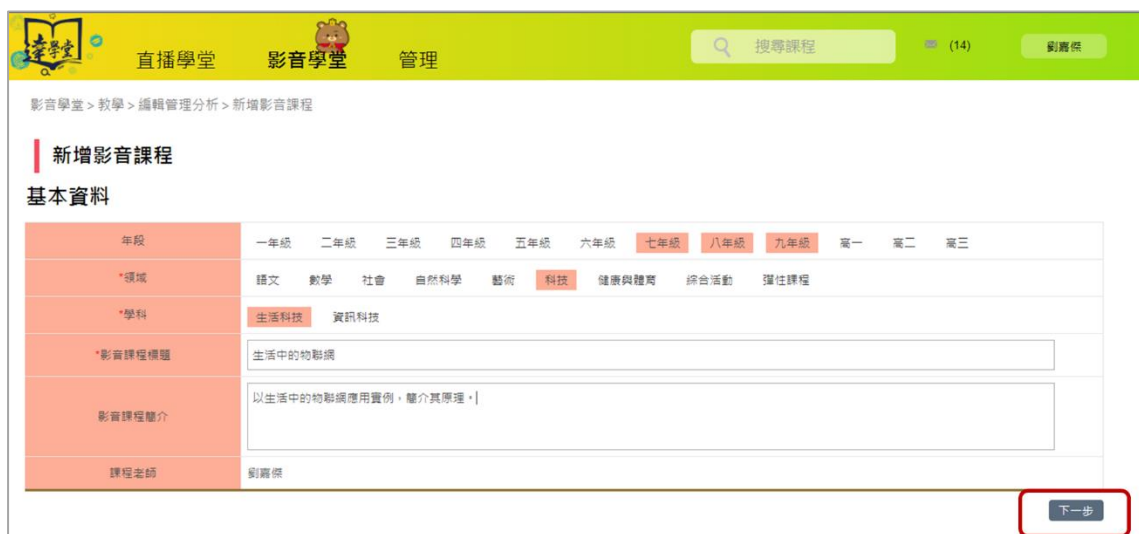 達學堂
直播學堂 影音學堂 管理 搜尋課程 (14) 劉嘉傑
影音學堂 > 教學 > 編輯管理分析 > 新增影音課程
新增影音課程
基本資料
年段 一年級 二年級 三年級 四年級 五年級 六年級 七年級 八年級 九年級 高一 高二 高三
*領域 語文 數學 社會 自然科學 藝術 科技 健康與體育 綜合活動 彈性課程
*學科 生活科技 資訊科技
*影音課程標題 生活中的物聯網
影音課程簡介 以生活中的物聯網應用實例，簡介其原理。
課程老師 劉嘉傑
下一步